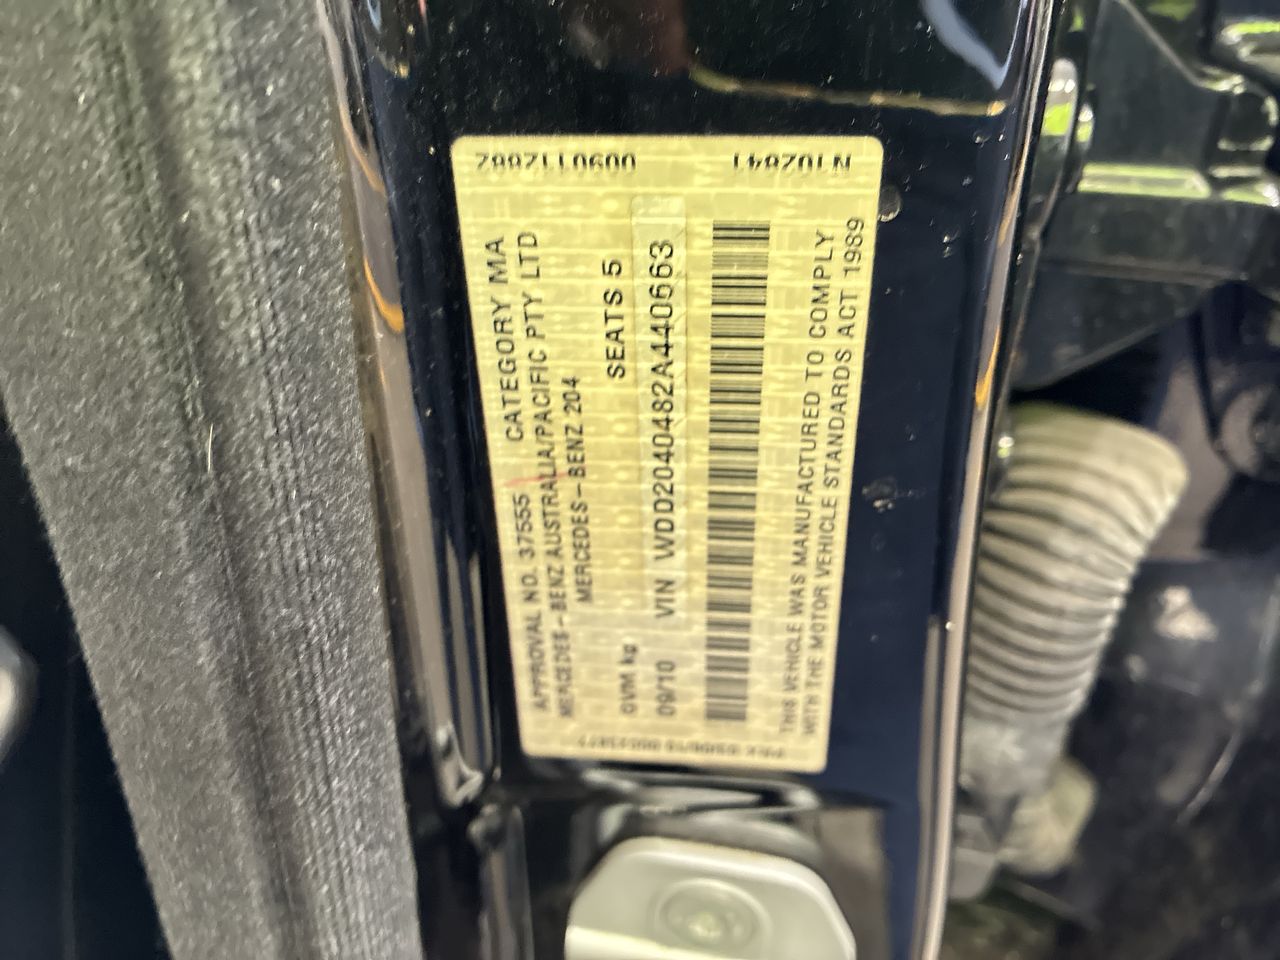 APPROVAL NO. 37555 CATEGORY MA
MERCEDES-BENZ AUSTRALIA/PACIFIC PTY LTD
MERCEDES-BENZ 204
GVM kg SEATS 5
09/10 VIN WDD2040482A440663
THIS VEHICLE WAS MANUFACTURED TO COMPLY
WITH THE MOTOR VEHICLE STANDARDS ACT 1989